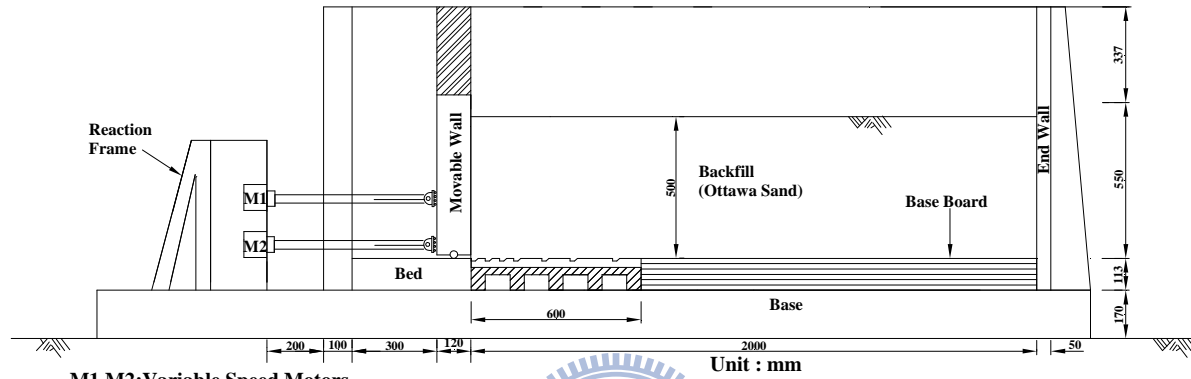 337
Reaction
Frame
Movable Wall
End Wall
M1
M2
500
Backfill
(Ottawa Sand)
550
Base Board
Bed
113
600
Base
170
200
100
300
120
2000
50
Unit : mm
M1,M2:Variable Speed Motors